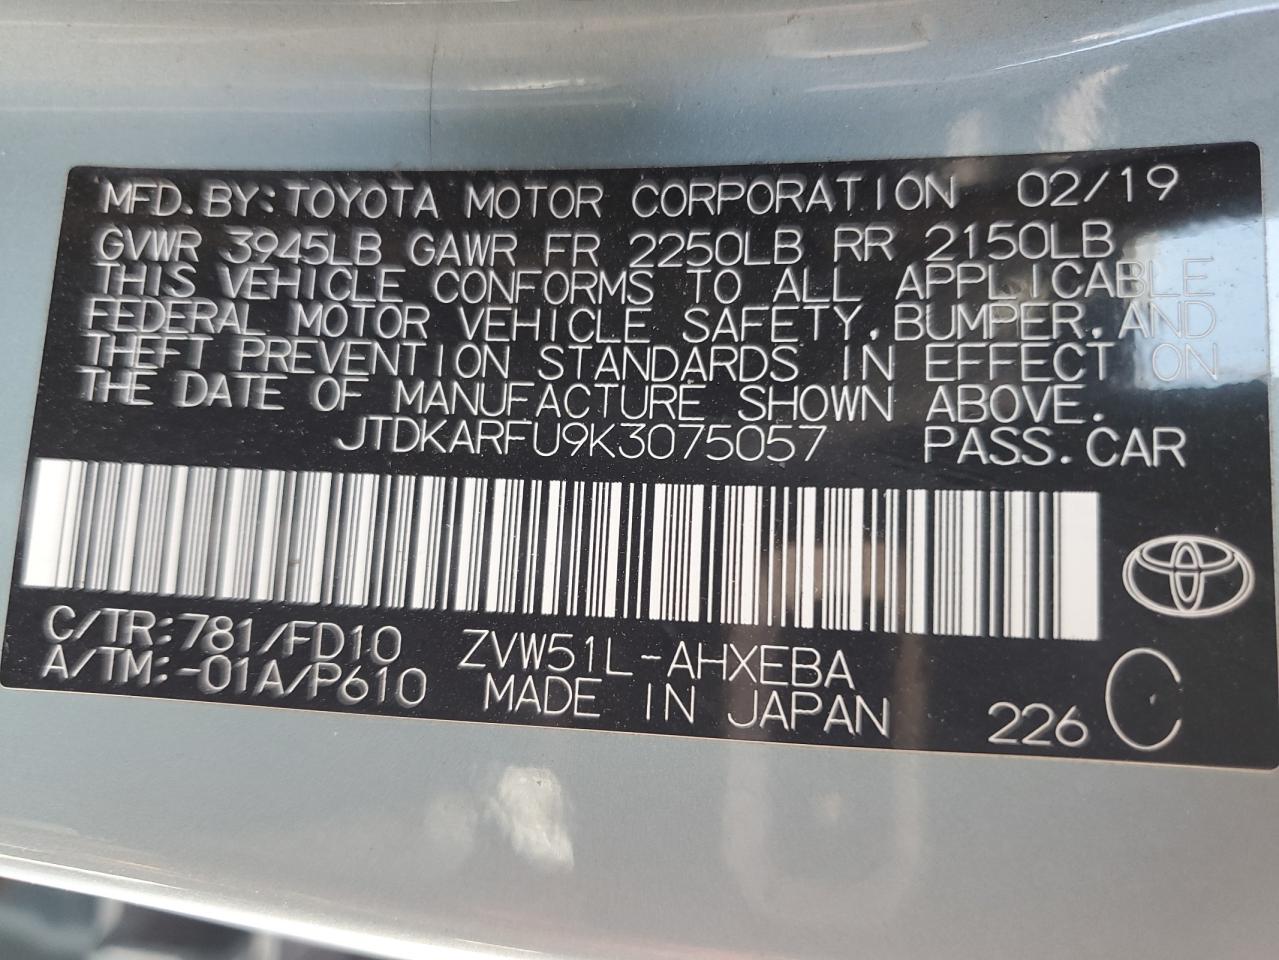 MFD. BY: TOYOTA MOTOR CORPORATION 02/19
GVWR 3945LB GAWR FR 2250LB RR 2150LB
THIS VEHICLE CONFORMS TO ALL APPLICABLE
FEDERAL MOTOR VEHICLE SAFETY, BUMPER, AND
THEFT PREVENTION STANDARDS IN EFFECT ON
THE DATE OF MANUFACTURE SHOWN ABOVE.
JTDKARFU9K3075057 PASS. CAR
C/TR: 781/FD10 ZVW51L-AHXEBA
A/TM: -01A/P610 MADE IN JAPAN 226 C